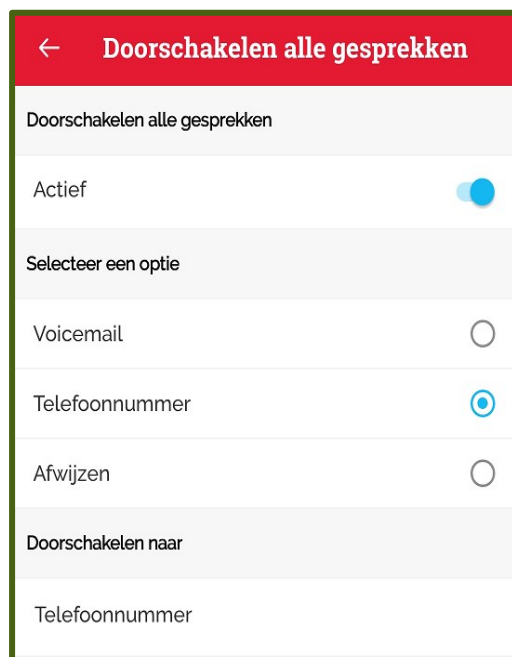 Doorschakelen alle gesprekken
Doorschakelen alle gesprekken
Actief
Selecteer een optie
Voicemail
Telefoonnummer
Afwijzen
Doorschakelen naar
Telefoonnummer